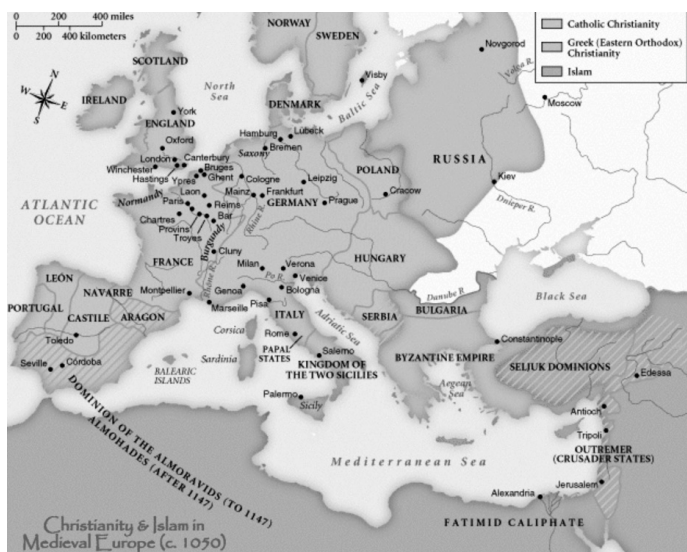 0 200 400 miles
0 200 400 kilometers
Catholic Christianity
Greek (Eastern Orthodox)
Christianity
Islam
N
W
E
S
NORWAY
SWEDEN
SCOTLAND
Novgorod
Volga R.
Visby
North
Sea
Baltic Sea
IRELAND
DENMARK
Moscow
York
ENGLAND
Hamburg
Lübeck
Oxford
Bremen
Saxony
London
Canterbury
POLAND
RUSSIA
Winchester
Hastings
Bruges
Ghent
Ypres
Cologne
Leipzig
Kiev
Normandy
Laon
Mainz
Frankfurt
Cracow
Paris
Reims
GERMANY
Prague
Dnieper R.
ATLANTIC
OCEAN
Chartres
Bar
Rhine R.
Provins
Troyes
Burgundy
Cluny
HUNGARY
FRANCE
Milan
Verona
Venice
LEÓN
Rhône R.
Po R.
NAVARRE
Montpellier
Genoa
Bologna
Danube R
Black Sea
PORTUGAL
CASTILE
ARAGON
Marseille
Pisa
ITALY
Adriatic Sea
SERBIA
BULGARIA
Toledo
Corsica
Rome
PAPAL
STATES
Constantinople
Seville
Córdoba
BALEARIC
ISLANDS
Sardinia
Salerno
KINGDOM OF
THE TWO SICILIES
BYZANTINE EMPIRE
SELJUK DOMINIONS
Edessa
Aegean
Sea
Palermo
Sicily
Antioch
DOMINION OF THE ALMORAVIDS (TO 1147)
ALMOHADES (AFTER 1147)
Tripoli
OUTREMER
(CRUSADER STATES)
Mediterranean Sea
Jerusalem
Alexandria
FATIMID CALIPHATE
Christianity & Islam in
Medieval Europe (c. 1050)